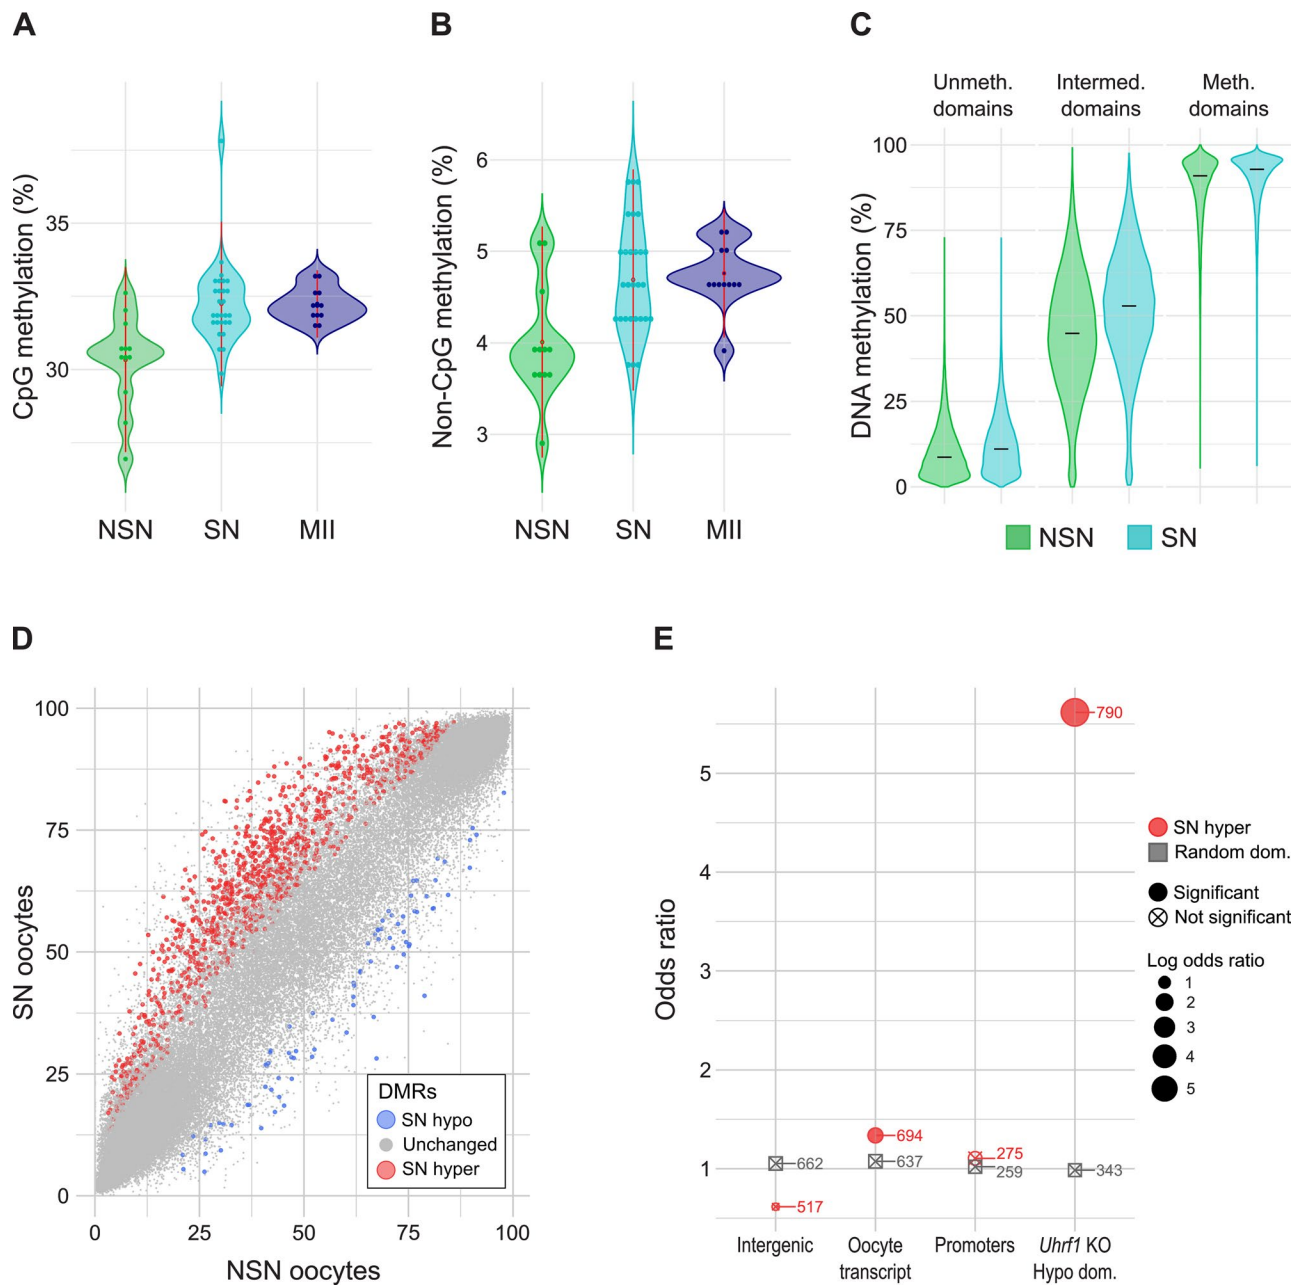 A
CpG methylation (%)
35
30
NSN
SN
MII
B
Non-CpG methylation (%)
6
5
4
3
NSN
SN
MII
C
Unmeth.
domains
Intermed.
domains
Meth.
domains
DNA methylation (%)
100
75
50
25
0
NSN
SN
D
SN oocytes
100
75
50
25
0
0
25
50
75
100
NSN oocytes
DMRs
SN hypo
Unchanged
SN hyper
E
Odds ratio
5
4
3
2
1
790
694
275
662
637
259
343
517
Intergenic
Oocyte
transcript
Promoters
Uhrf1 KO
Hypo dom.
SN hyper
Random dom.
Significant
Not significant
Log odds ratio
1
2
3
4
5